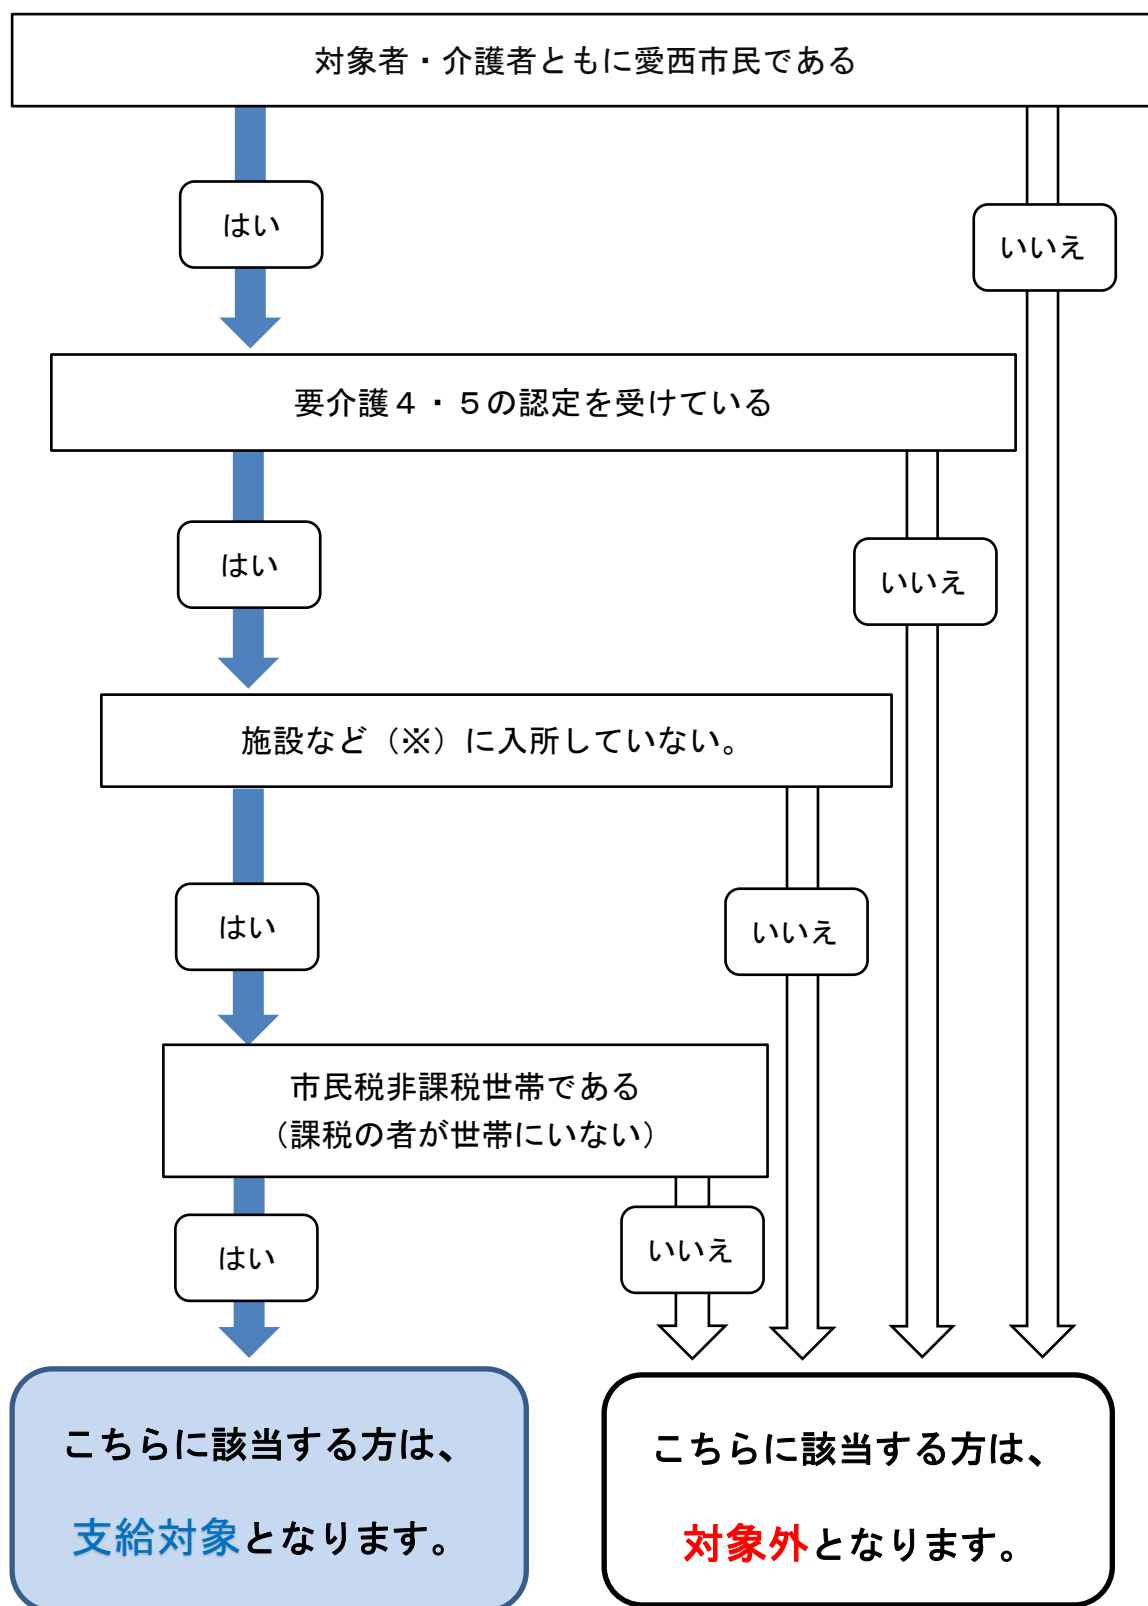 対象者・介護者ともに愛西市民である
はい
いいえ
要介護４・５の認定を受けている
はい
いいえ
施設など（※）に入所していない。
はい
いいえ
市民税非課税世帯である
（課税の者が世帯にいない）
はい
いいえ
こちらに該当する方は、
支給対象となります。
こちらに該当する方は、
対象外となります。